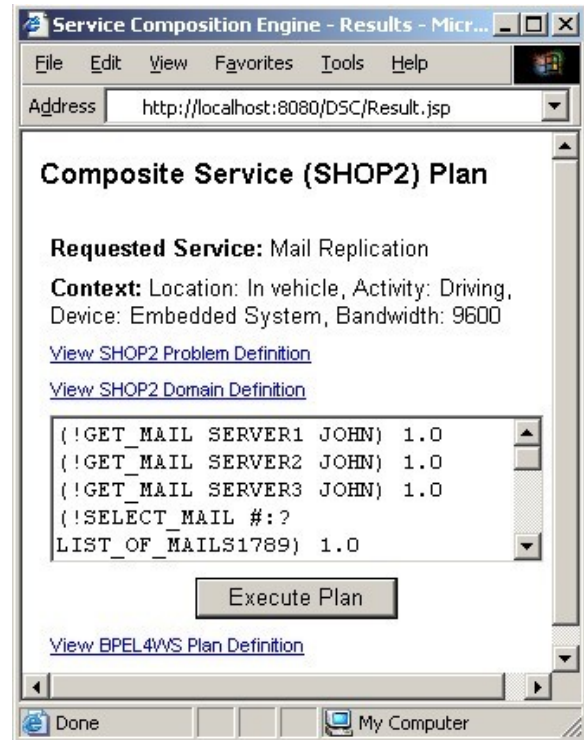 Service Composition Engine - Results - Micr...
File Edit View Favorites Tools Help
Address http://localhost:8080/DSC/Result.jsp
Composite Service (SHOP2) Plan
Requested Service: Mail Replication
Context: Location: In vehicle, Activity: Driving,
Device: Embedded System, Bandwidth: 9600
View SHOP2 Problem Definition
View SHOP2 Domain Definition
(!GET_MAIL SERVER1 JOHN) 1.0
(!GET_MAIL SERVER2 JOHN) 1.0
(!GET_MAIL SERVER3 JOHN) 1.0
(!SELECT_MAIL #:?
LIST_OF_MAILS1789) 1.0
Execute Plan
View BPEL4WS Plan Definition
Done My Computer